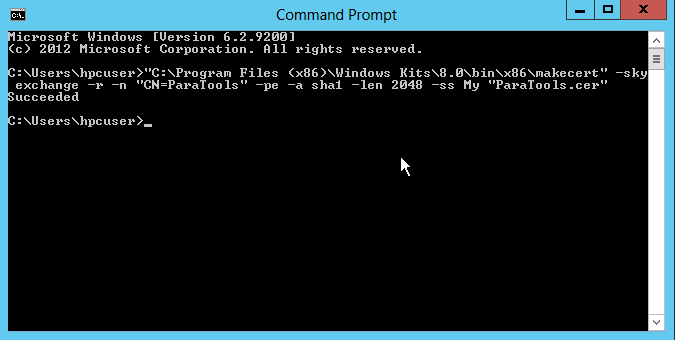 Command Prompt
Microsoft Windows [Version 6.2.9200]
(c) 2012 Microsoft Corporation. All rights reserved.
C:\Users\hpcuser>"C:\Program Files (x86)\Windows Kits\8.0\bin\x86\makecert" -sky
exchange -r -n "CN=ParaTools" -pe -a sha1 -len 2048 -ss My "ParaTools.cer"
Succeeded
C:\Users\hpcuser>_